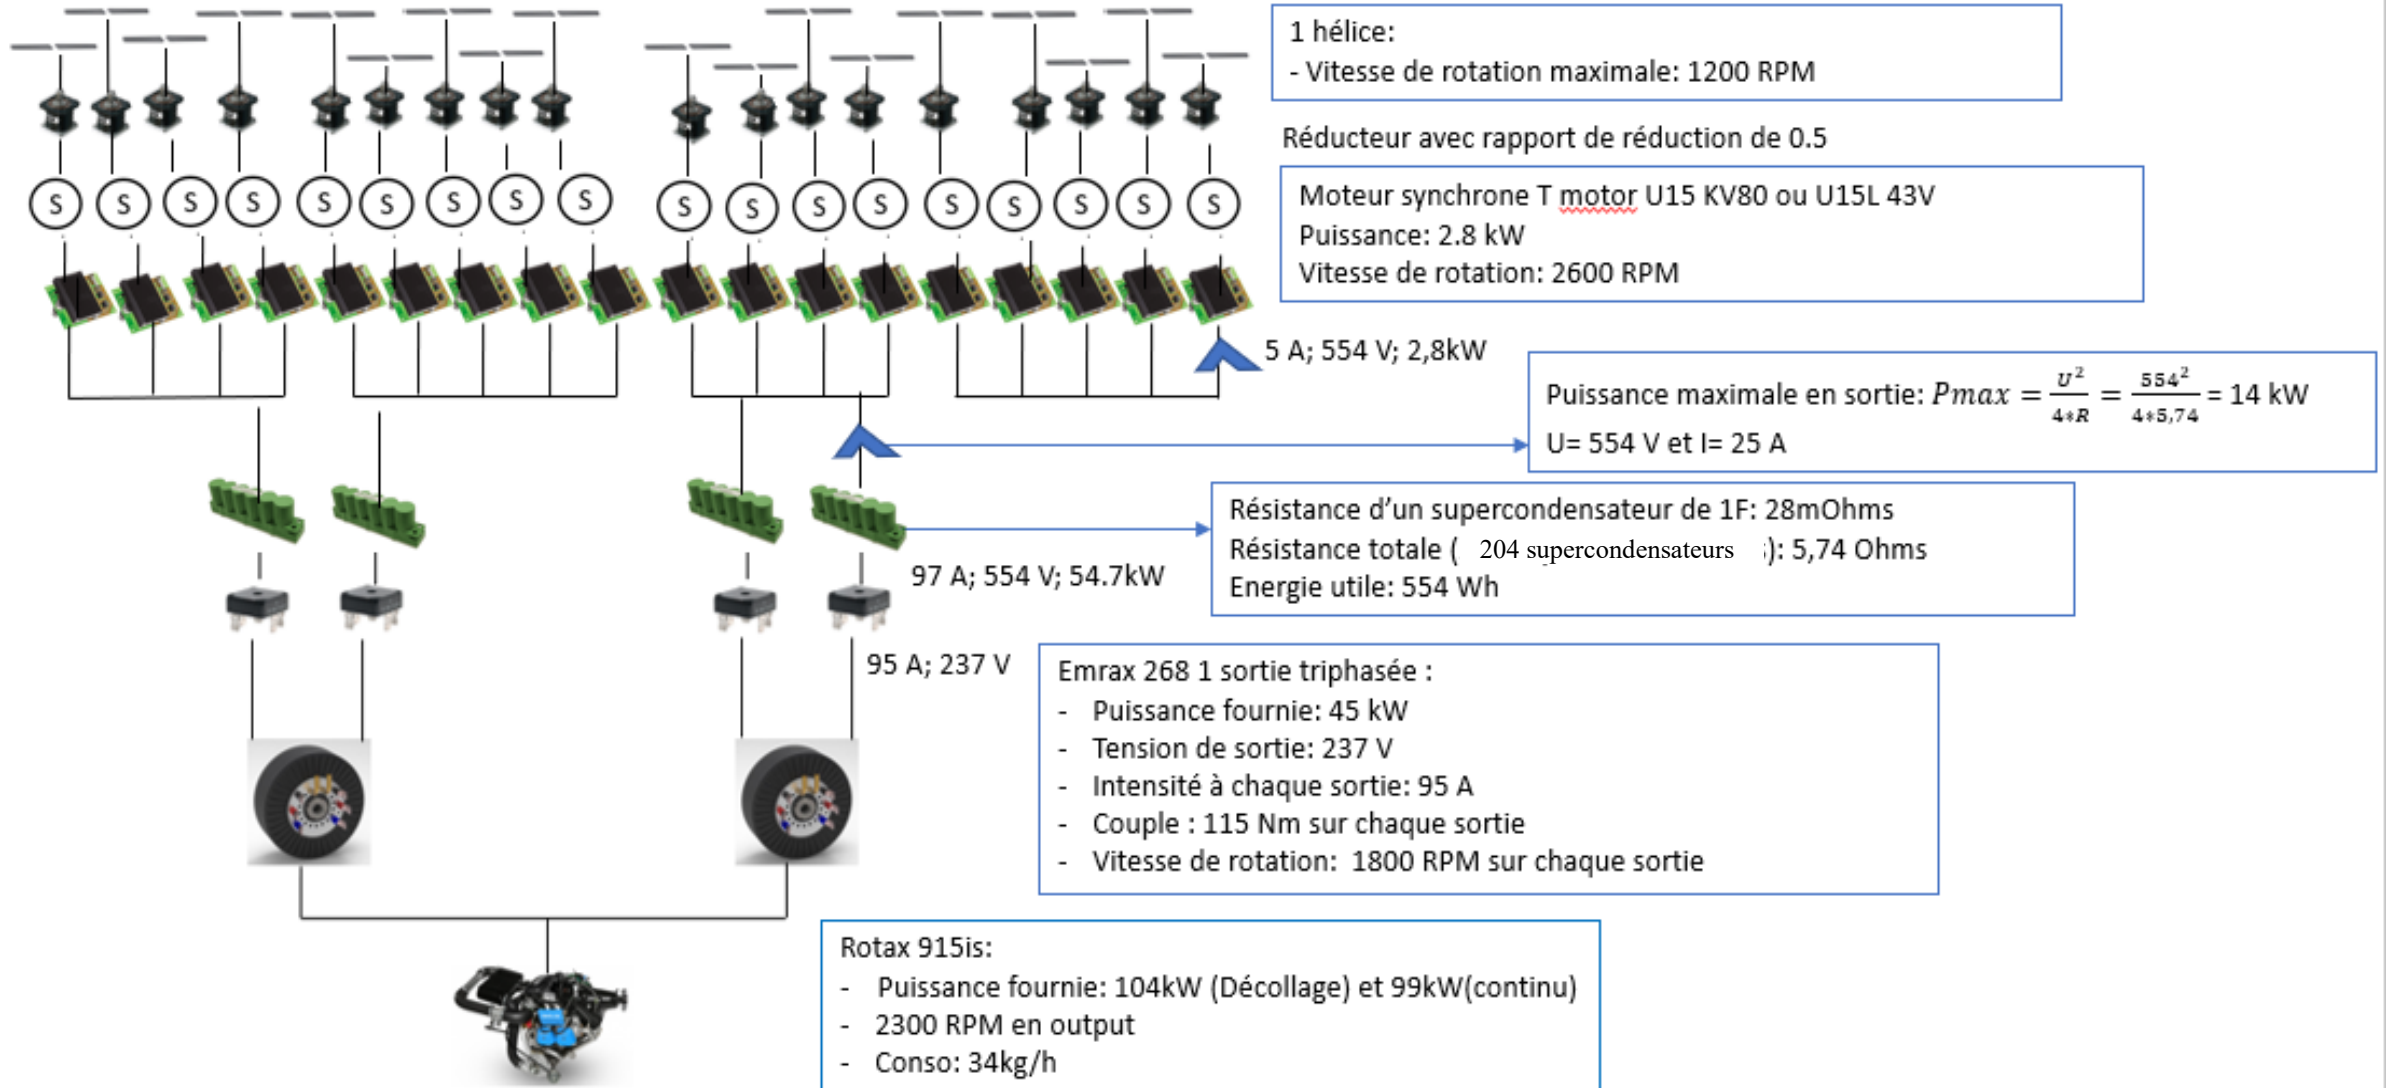 1 hélice:
- Vitesse de rotation maximale: 1200 RPM
Réducteur avec rapport de réduction de 0.5
S S S S S S S S S S S S S S S S S S
Moteur synchrone T motor U15 KV80 ou U15L 43V
Puissance: 2.8 kW
Vitesse de rotation: 2600 RPM
5 A; 554 V; 2,8kW
Puissance maximale en sortie: Pmax = U²/4∗R = 554²/4∗5,74 = 14 kW
U= 554 V et I= 25 A
Résistance d'un supercondensateur de 1F: 28mOhms
Résistance totale ( 204 supercondensateurs ): 5,74 Ohms
Energie utile: 554 Wh
97 A; 554 V; 54.7kW
95 A; 237 V
Emrax 268 1 sortie triphasée :
- Puissance fournie: 45 kW
- Tension de sortie: 237 V
- Intensité à chaque sortie: 95 A
- Couple : 115 Nm sur chaque sortie
- Vitesse de rotation: 1800 RPM sur chaque sortie
Rotax 915is:
- Puissance fournie: 104kW (Décollage) et 99kW(continu)
- 2300 RPM en output
- Conso: 34kg/h